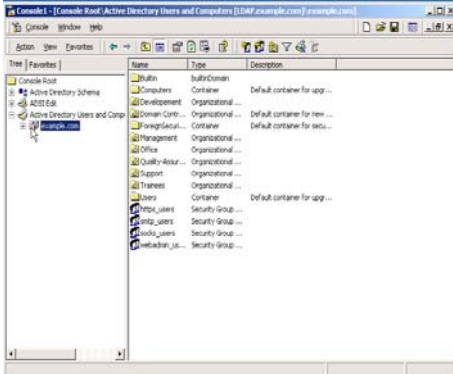 Console1 - [Console Root\Active Directory Users and Computers [LDAP.example.com]\example.com]
Console Window Help
Action View Favorites
Tree Favorites
Name Type Description
Console Root
Active Directory Schema
ADSI Edit
Active Directory Users and Comp
example.com
Builtin builtinDomain
Computers Container Default container for upgr...
Developement Organizational ...
Domain Contr... Organizational ... Default container for new ...
ForeignSecuri... Container Default container for secu...
Management Organizational ...
Office Organizational ...
Quality-Assur... Organizational ...
Support Organizational ...
Trainees Organizational ...
Users Container Default container for upgr...
https_users Security Group ...
smtp_users Security Group ...
socks_users Security Group ...
webadmin_us... Security Group ...